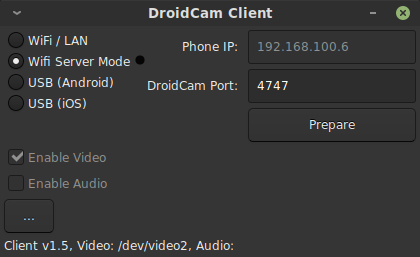 DroidCam Client
WiFi / LAN
Phone IP: 192.168.100.6
Wifi Server Mode
USB (Android)
DroidCam Port: 4747
USB (iOS)
Prepare
Enable Video
Enable Audio
...
Client v1.5, Video: /dev/video2, Audio: